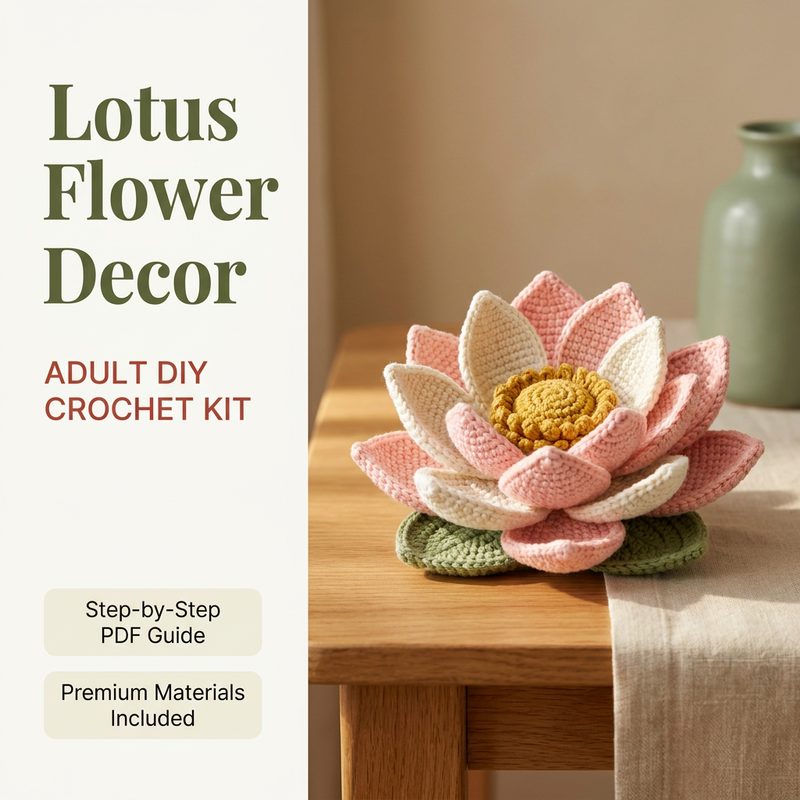 Lotus
Flower
Decor
ADULT DIY
CROCHET KIT
Step-by-Step
PDF Guide
Premium Materials
Included